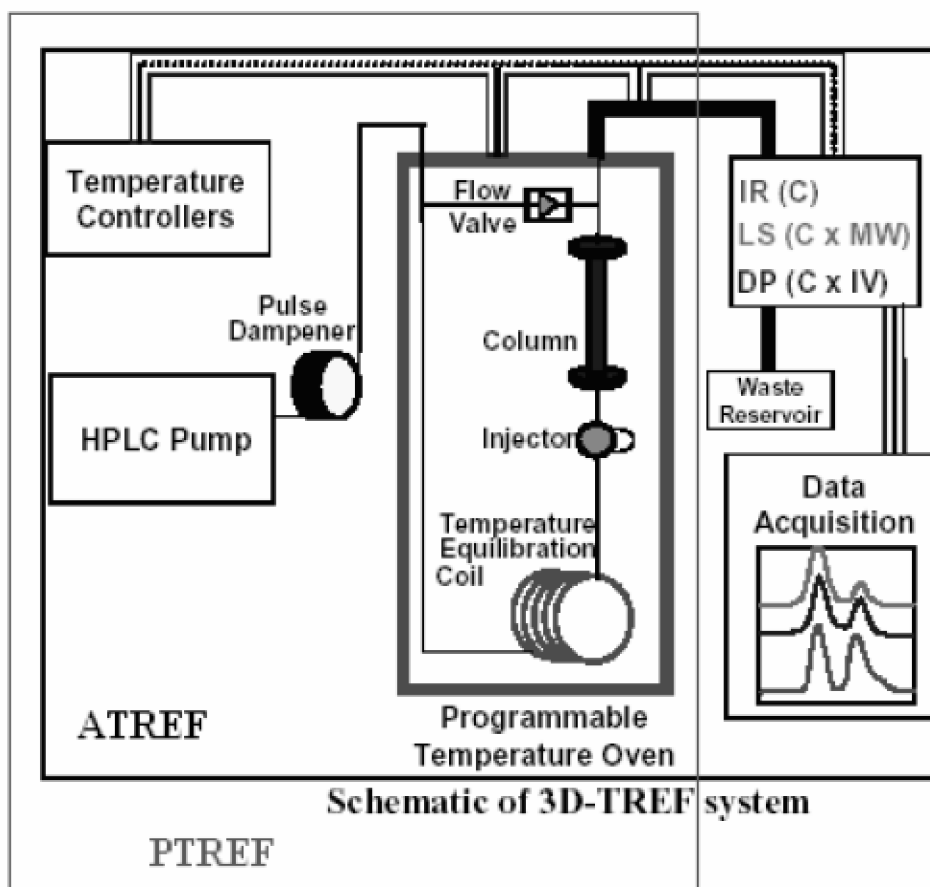 Temperature
Controllers
Flow
Valve
IR (C)
LS (C x MW)
DP (C x IV)
Pulse
Dampener
Column
HPLC Pump
Injector
Waste
Reservoir
Temperature
Equilibration
Coil
Data
Acquisition
ATREF
Programmable
Temperature Oven
Schematic of 3D-TREF system
PTREF